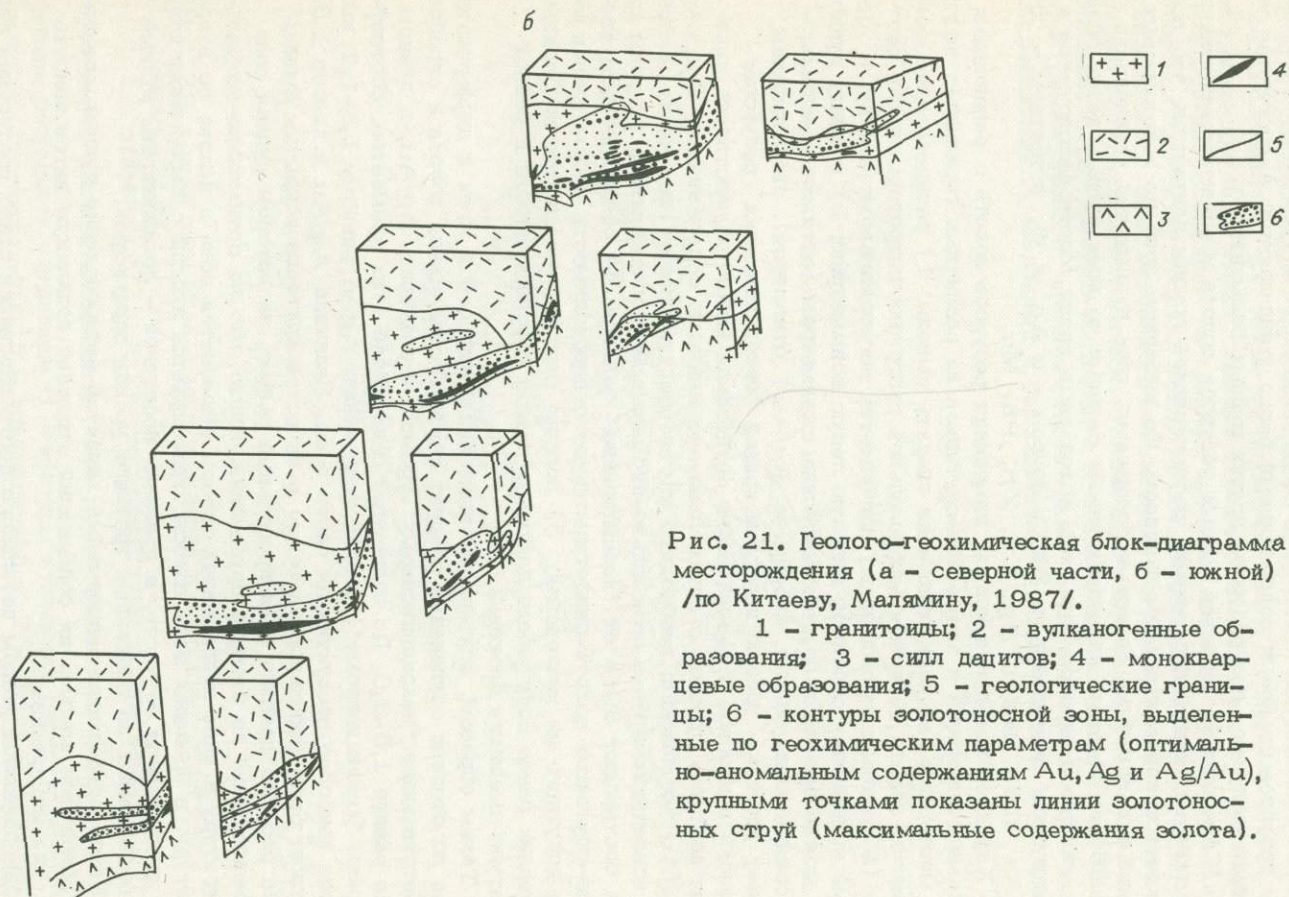 б
1
4
2
5
3
6
Рис. 21. Геолого-геохимическая блок-диаграмма
месторождения (а - северной части, б - южной)
/по Китаеву, Малямину, 1987/.
1 - гранитоиды; 2 - вулканогенные об-
разования; 3 - силл дацитов; 4 - монокварцевые образования; 5 - геологические грани-
цы; 6 - контуры золотоносной зоны, выделен-
ные по геохимическим параметрам (оптималь-
но-аномальным содержаниям Au, Ag и Ag/Au),
крупными точками показаны линии золотонос-
ных струй (максимальные содержания золота).